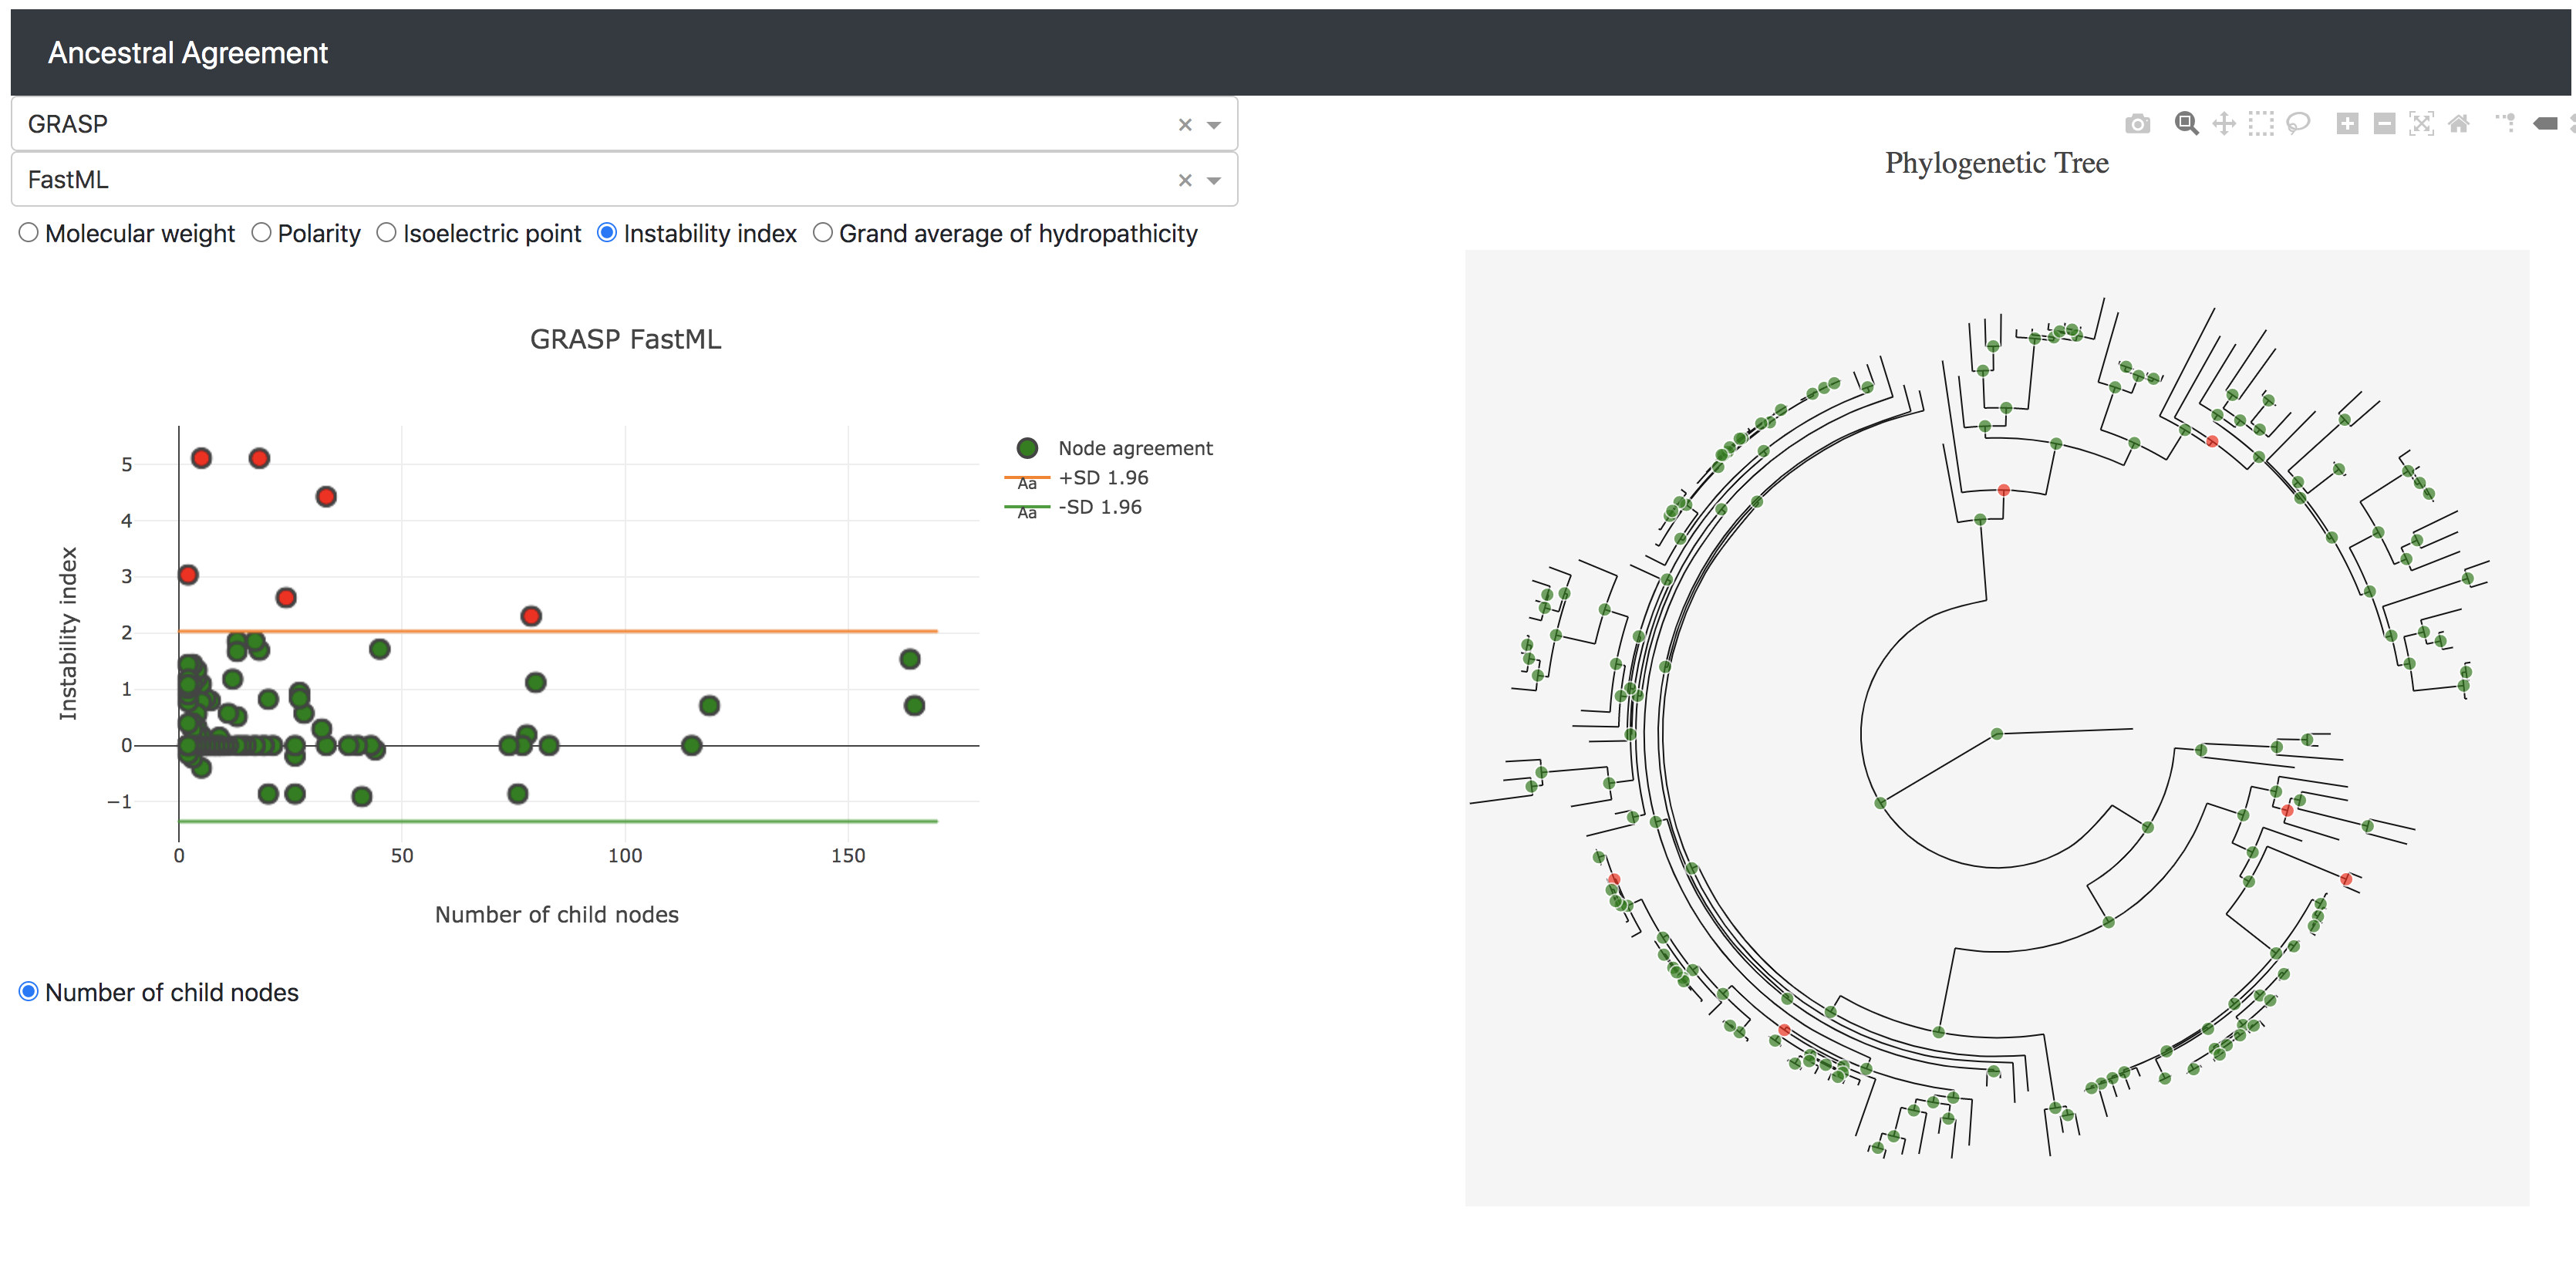 Ancestral Agreement
GRASP
FastML
Molecular weight Polarity Isoelectric point Instability index Grand average of hydropathicity
GRASP FastML
Node agreement
Aa +SD 1.96
Aa -SD 1.96
Instability index
5
4
3
2
1
0
−1
0 50 100 150
Number of child nodes
Number of child nodes
Phylogenetic Tree